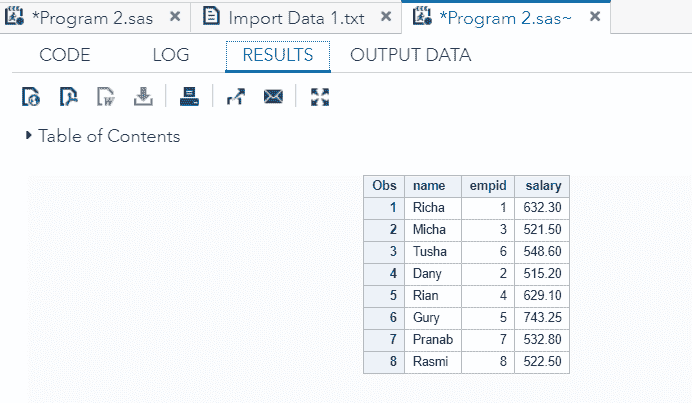 *Program 2.sas × Import Data 1.txt × *Program 2.sas~ ×
CODE LOG RESULTS OUTPUT DATA
Table of Contents
Obs name empid salary
1 Richa 1 632.30
2 Micha 3 521.50
3 Tusha 6 548.60
4 Dany 2 515.20
5 Rian 4 629.10
6 Gury 5 743.25
7 Pranab 7 532.80
8 Rasmi 8 522.50